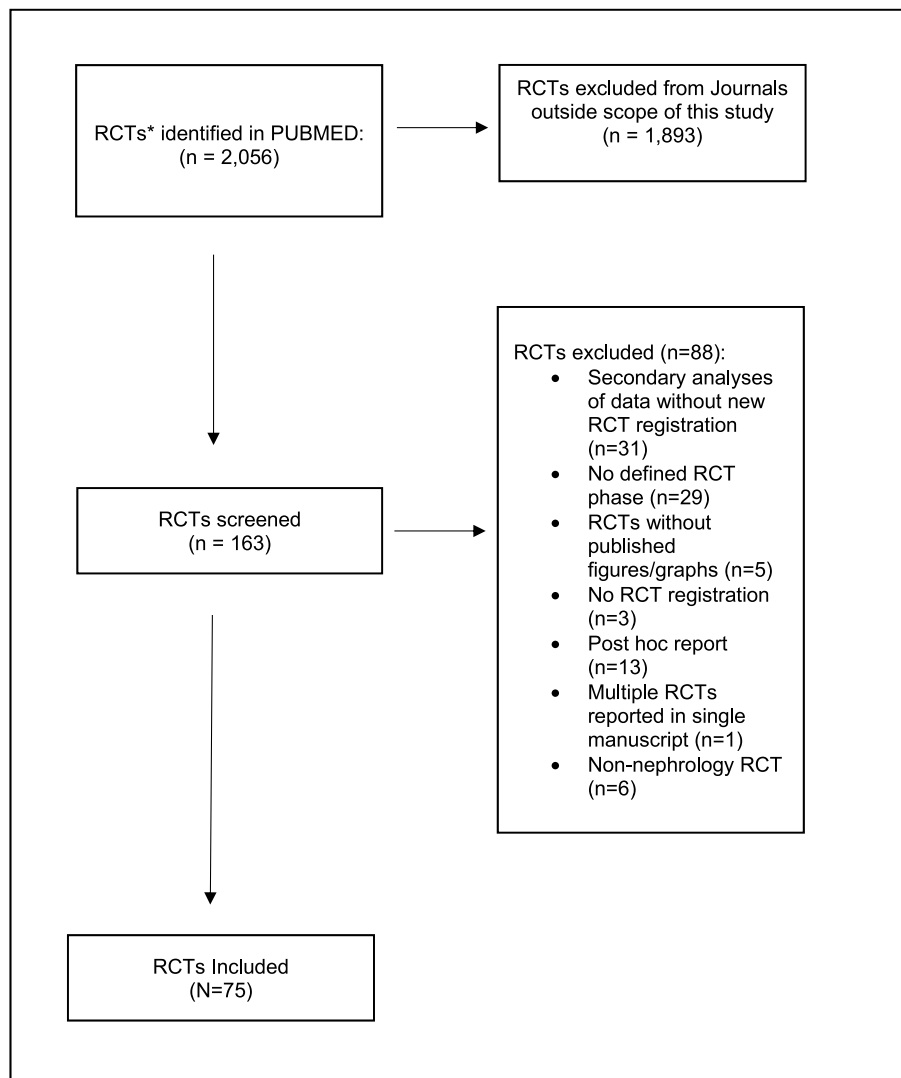 RCTs* identified in PUBMED:
(n = 2,056)
RCTs excluded from Journals
outside scope of this study
(n = 1,893)
RCTs screened
(n = 163)
RCTs excluded (n=88):
• Secondary analyses
of data without new
RCT registration
(n=31)
• No defined RCT
phase (n=29)
• RCTs without
published
figures/graphs (n=5)
• No RCT registration
(n=3)
• Post hoc report
(n=13)
• Multiple RCTs
reported in single
manuscript (n=1)
• Non-nephrology RCT
(n=6)
RCTs Included
(N=75)